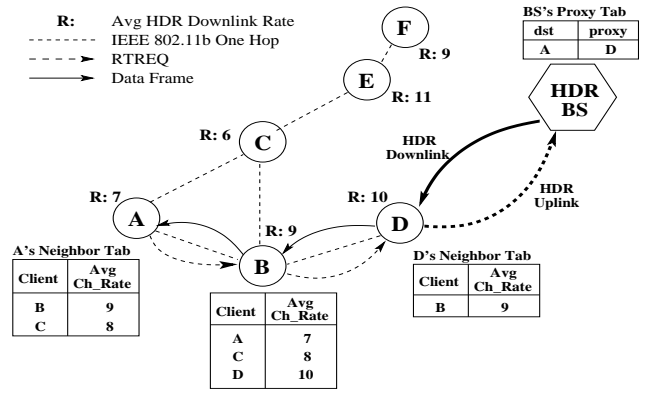 R: Avg HDR Downlink Rate
IEEE 802.11b One Hop
RTREQ
Data Frame
F
R: 9
E
R: 11
R: 6
C
R: 7
A
R: 9
B
R: 10
D
HDR
Downlink
HDR
Uplink
BS's Proxy Tab
dst proxy
A D
HDR
BS
A's Neighbor Tab
Client Avg
Ch_Rate
B 9
C 8
Client Avg
Ch_Rate
A 7
C 8
D 10
D's Neighbor Tab
Client Avg
Ch_Rate
B 9